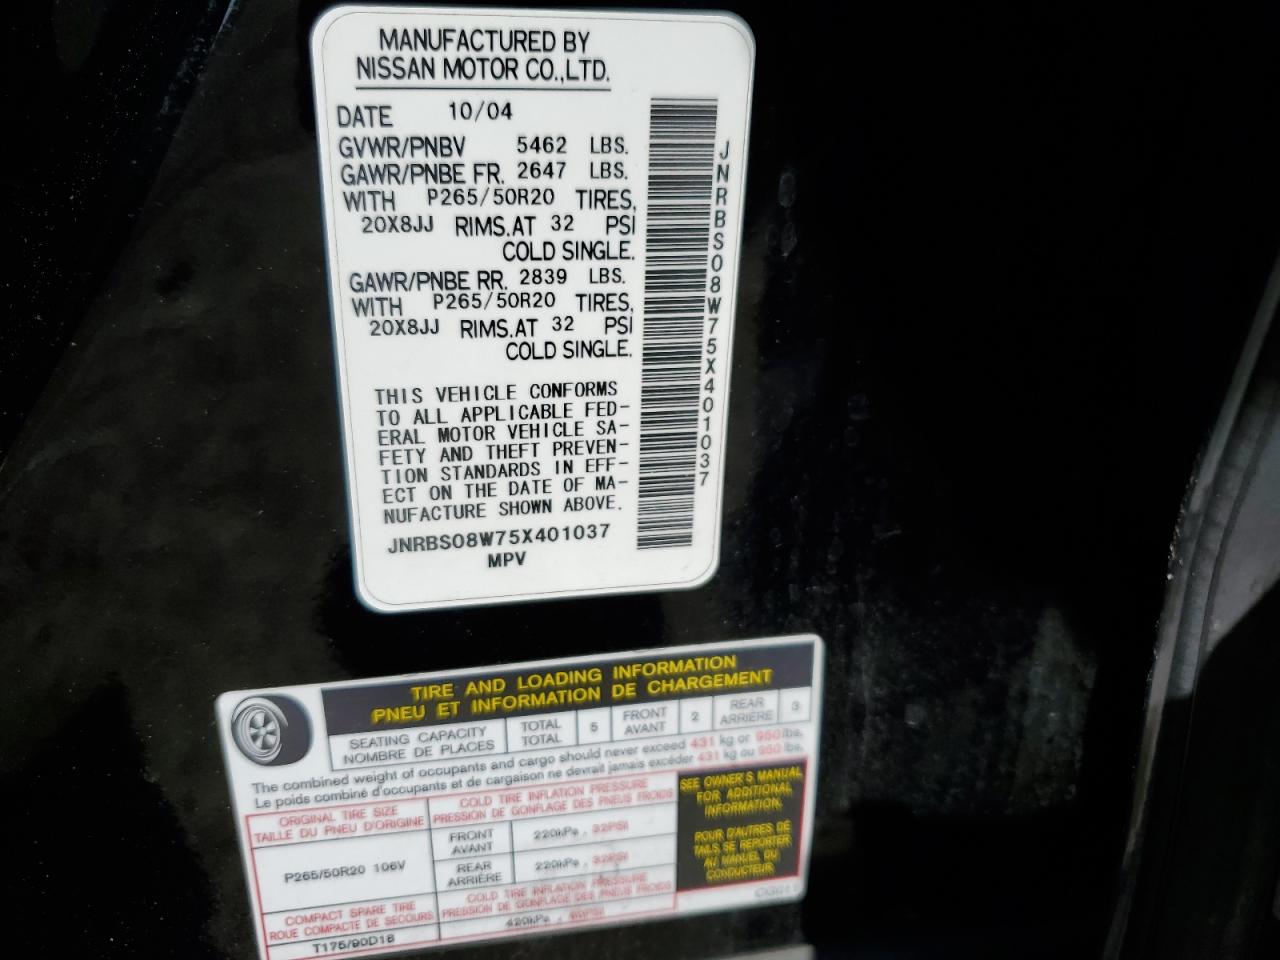 MANUFACTURED BY
NISSAN MOTOR CO.,LTD.
DATE 10/04
GVWR/PNBV 5462 LBS.
GAWR/PNBE FR. 2647 LBS.
WITH P265/50R20 TIRES,
20X8JJ RIMS.AT 32 PSI
COLD SINGLE.
GAWR/PNBE RR. 2839 LBS.
WITH P265/50R20 TIRES,
20X8JJ RIMS.AT 32 PSI
COLD SINGLE.
THIS VEHICLE CONFORMS
TO ALL APPLICABLE FED-
ERAL MOTOR VEHICLE SA-
FETY AND THEFT PREVEN-
TION STANDARDS IN EFF-
ECT ON THE DATE OF MA-
NUFACTURE SHOWN ABOVE.
JNRBS08W75X401037
MPV
JNRBS08W75X401037
TIRE AND LOADING INFORMATION
PNEU ET INFORMATION DE CHARGEMENT
SEATING CAPACITY
NOMBRE DE PLACES
TOTAL
TOTAL
5
FRONT
AVANT
2
REAR
ARRIÈRE
3
The combined weight of occupants and cargo should never exceed 431 kg or 950 lbs.
Le poids combiné d'occupants et de cargaison ne devrait jamais excéder 431 kg ou 950 lbs.
ORIGINAL TIRE SIZE
TAILLE DU PNEU D'ORIGINE
COLD TIRE INFLATION PRESSURE
PRESSION DE GONFLAGE DES PNEUS FROIDS
P265/50R20 106V
FRONT
AVANT
220kPa, 32PSI
REAR
ARRIÈRE
220kPa, 32PSI
COMPACT SPARE TIRE
ROUE COMPACTE DE SECOURS
COLD TIRE INFLATION PRESSURE
PRESSION DE GONFLAGE DES PNEUS FROIDS
T175/90D18
420kPa, 60PSI
SEE OWNER'S MANUAL
FOR ADDITIONAL
INFORMATION.
POUR D'AUTRES DE
TAILS SE REPORTER
AU MANUEL DU
CONDUCTEUR.